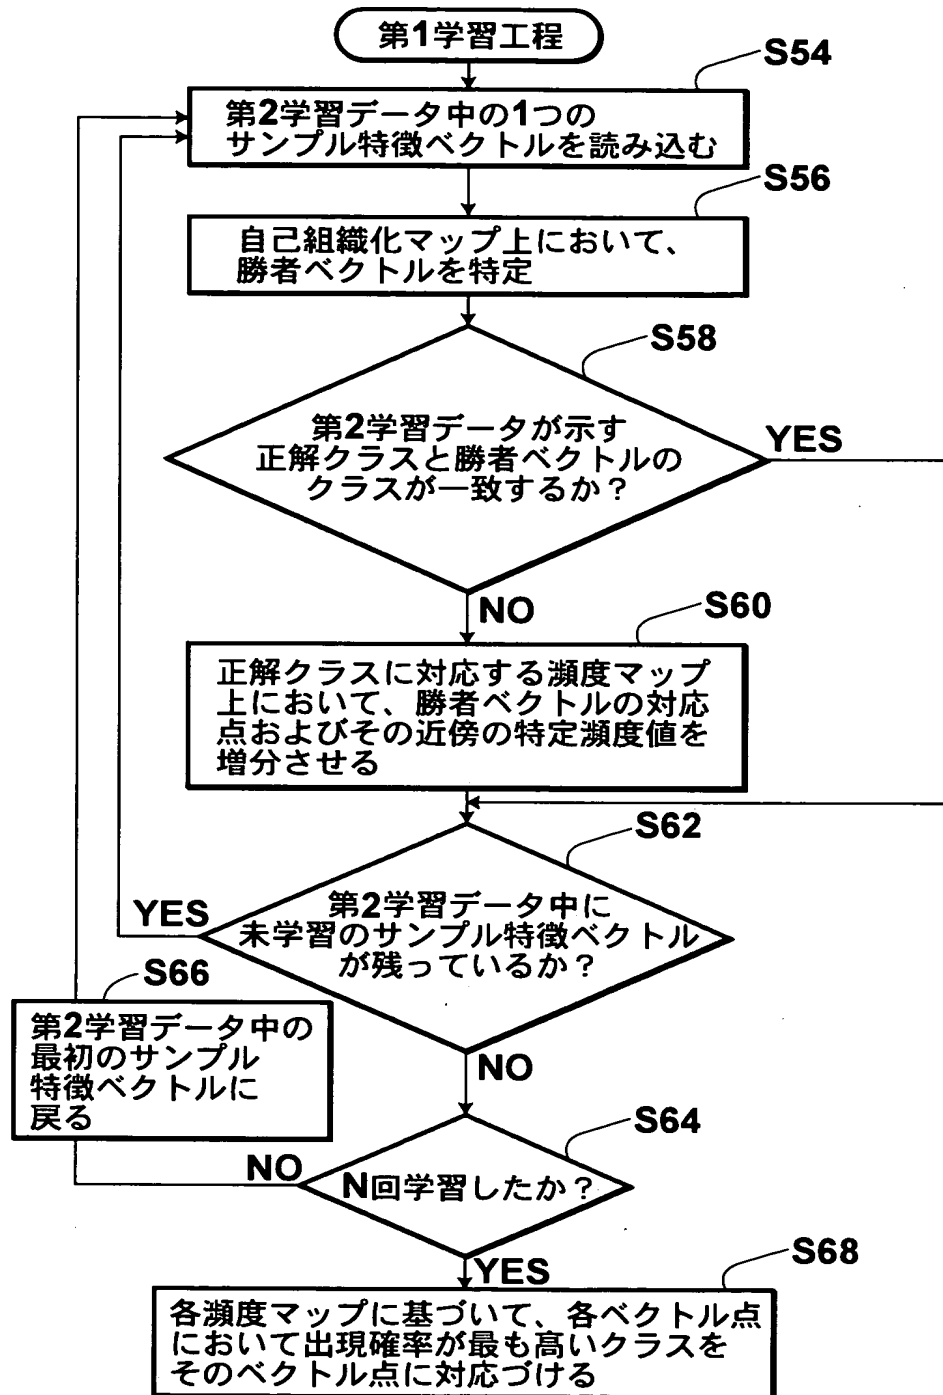 第1学習工程
S54
第2学習データ中の1つの
サンプル特徴ベクトルを読み込む
S56
自己組織化マップ上において、
勝者ベクトルを特定
S58
第2学習データが示す
正解クラスと勝者ベクトルの
クラスが一致するか？
YES
NO
S60
正解クラスに対応する瀕度マップ
上において、勝者ベクトルの対応
点およびその近傍の特定瀕度値を
増分させる
S62
第2学習データ中に
未学習のサンプル特徴ベクトル
が残っているか？
YES
S66
第2学習データ中の
最初のサンプル
特徴ベクトルに
戻る
NO
S64
N回学習したか？
NO
YES
S68
各瀕度マップに基づいて、各ベクトル点
において出現確率が最も高いクラスを
そのベクトル点に対応づける